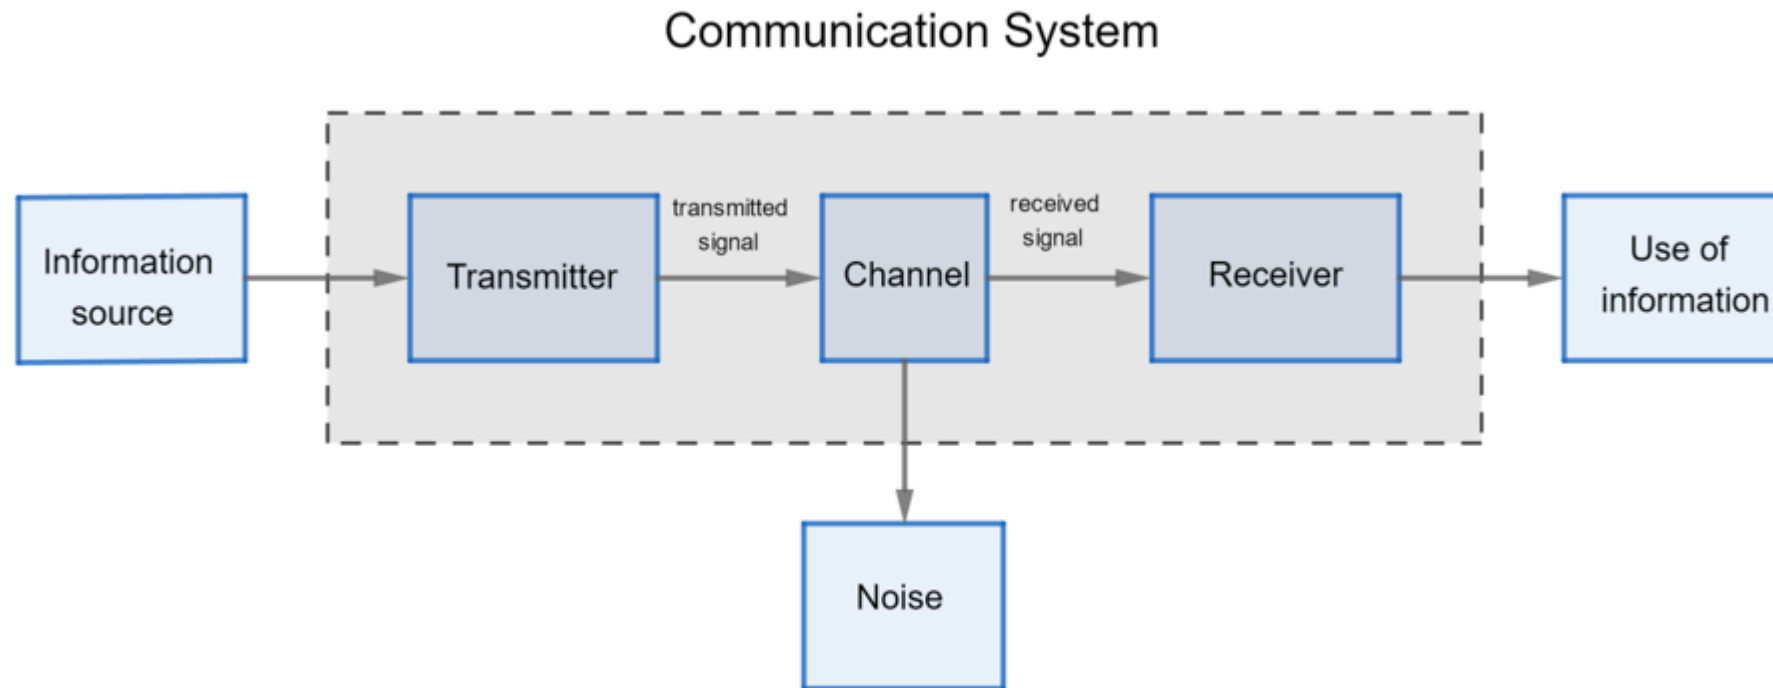 Communication System
Information
source
Transmitter
transmitted
signal
Channel
received
signal
Receiver
Use of
information
Noise